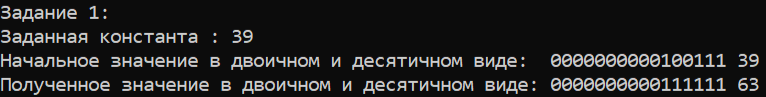 Задание 1:
Заданная константа : 39
Начальное значение в двоичном и десятичном виде:  0000000000100111 39
Полученное значение в двоичном и десятичном виде: 0000000000111111 63